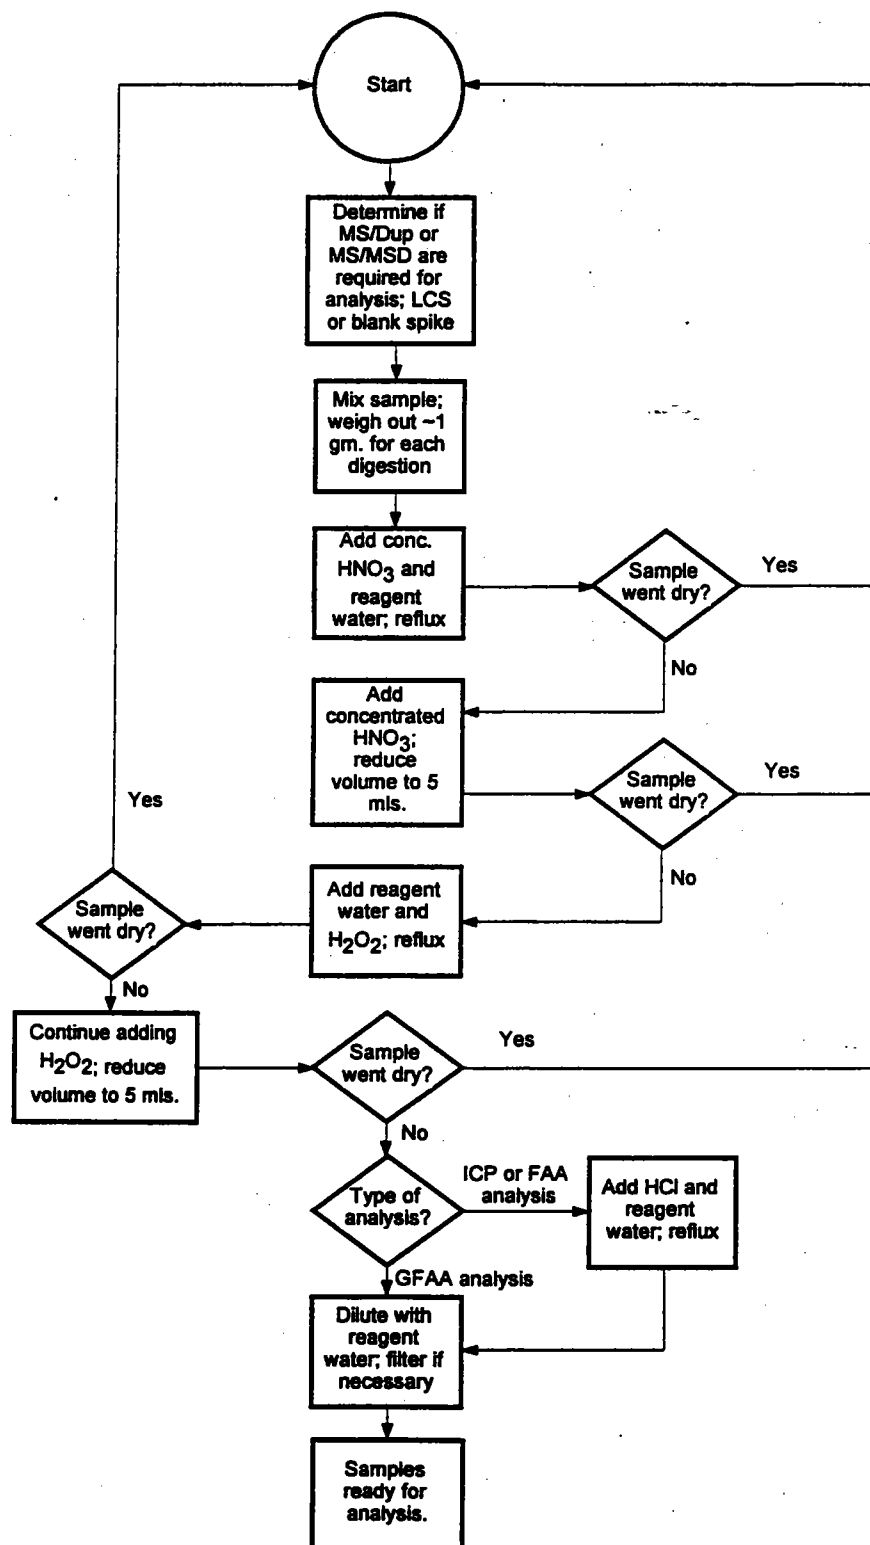 Start
Determine if
MS/Dup or
MS/MSD are
required for
analysis; LCS
or blank spike
Mix sample;
weigh out ~1
gm. for each
digestion
Add conc.
HNO3 and
reagent
water; reflux
Sample
went dry?
Yes
No
Add
concentrated
HNO3;
reduce
volume to 5
mls.
Sample
went dry?
Yes
No
Add reagent
water and
H2O2; reflux
Sample
went dry?
Yes
No
Continue adding
H2O2; reduce
volume to 5 mls.
Sample
went dry?
Yes
No
Type of
analysis?
ICP or FAA
analysis
Add HCl and
reagent
water; reflux
GFAA analysis
Dilute with
reagent
water; filter if
necessary
Samples
ready for
analysis.